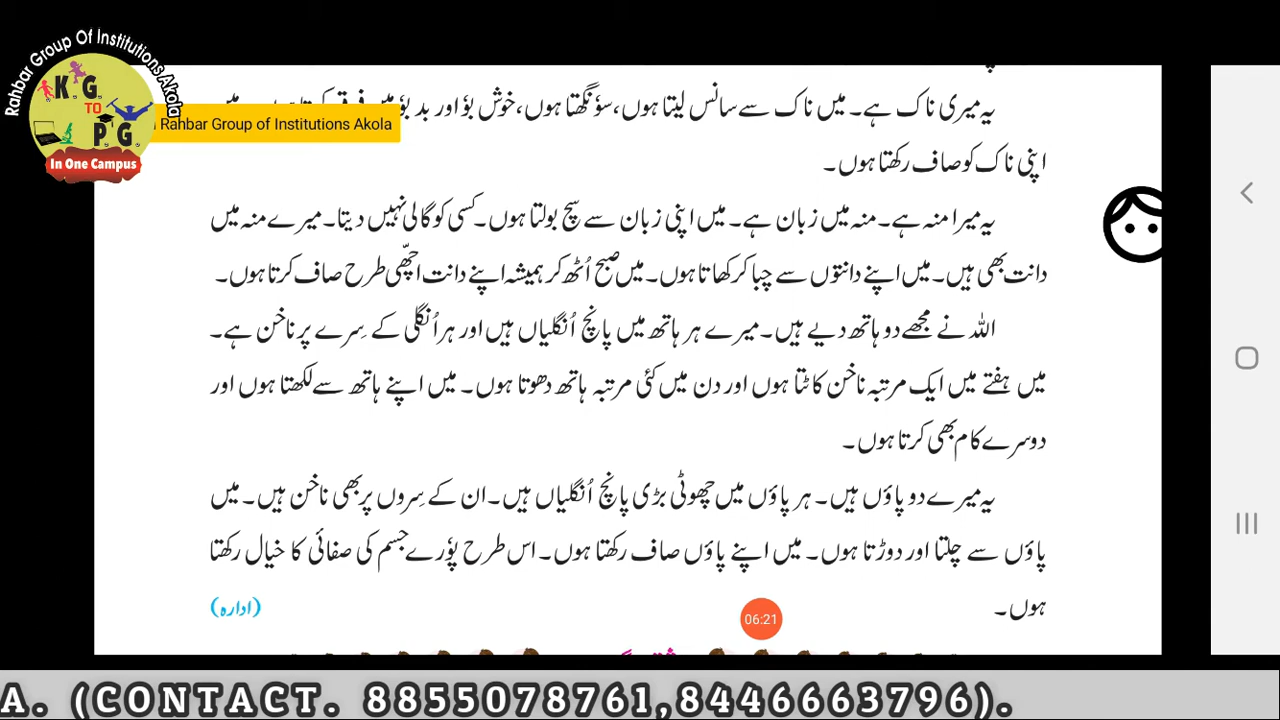 Rahbar Group Of Institutions Akola
K.G.
TO
P.G.
In One Campus
Rahbar Group of Institutions Akola
یہ میری ناک ہے۔ میں ناک سے سانس لیتا ہوں، سوٗنگھتا ہوں، خوش بوٗ اور بد بوٗ میں
اپنی ناک کو صاف رکھتا ہوں۔
یہ میرا منہ ہے۔ منہ میں زبان ہے۔ میں اپنی زبان سے سچ بولتا ہوں۔ کسی کو گالی نہیں دیتا۔ میرے منہ میں
دانت بھی ہیں۔ میں اپنے دانتوں سے چبا کر کھاتا ہوں۔ میں صبح اُٹھ کر ہمیشہ اپنے دانت اچھّی طرح صاف کرتا ہوں۔
اللہ نے مجھے دو ہاتھ دیے ہیں۔ میرے ہر ہاتھ میں پانچ اُنگلیاں ہیں اور ہر اُنگلی کے سِرے پر ناخن ہے۔
میں ہفتے میں ایک مرتبہ ناخن کاٹتا ہوں اور دن میں کئی مرتبہ ہاتھ دھوتا ہوں۔ میں اپنے ہاتھ سے لکھتا ہوں اور
دوسرے کام بھی کرتا ہوں۔
یہ میرے دو پاؤں ہیں۔ ہر پاؤں میں چھوٹی بڑی پانچ اُنگلیاں ہیں۔ ان کے سِروں پر بھی ناخن ہیں۔ میں
پاؤں سے چلتا اور دوڑتا ہوں۔ میں اپنے پاؤں صاف رکھتا ہوں۔ اس طرح پوٗرے جسم کی صفائی کا خیال رکھتا
ہوں۔
(ادارہ)
06:21
A. (CONTACT. 8855078761,8446663796).